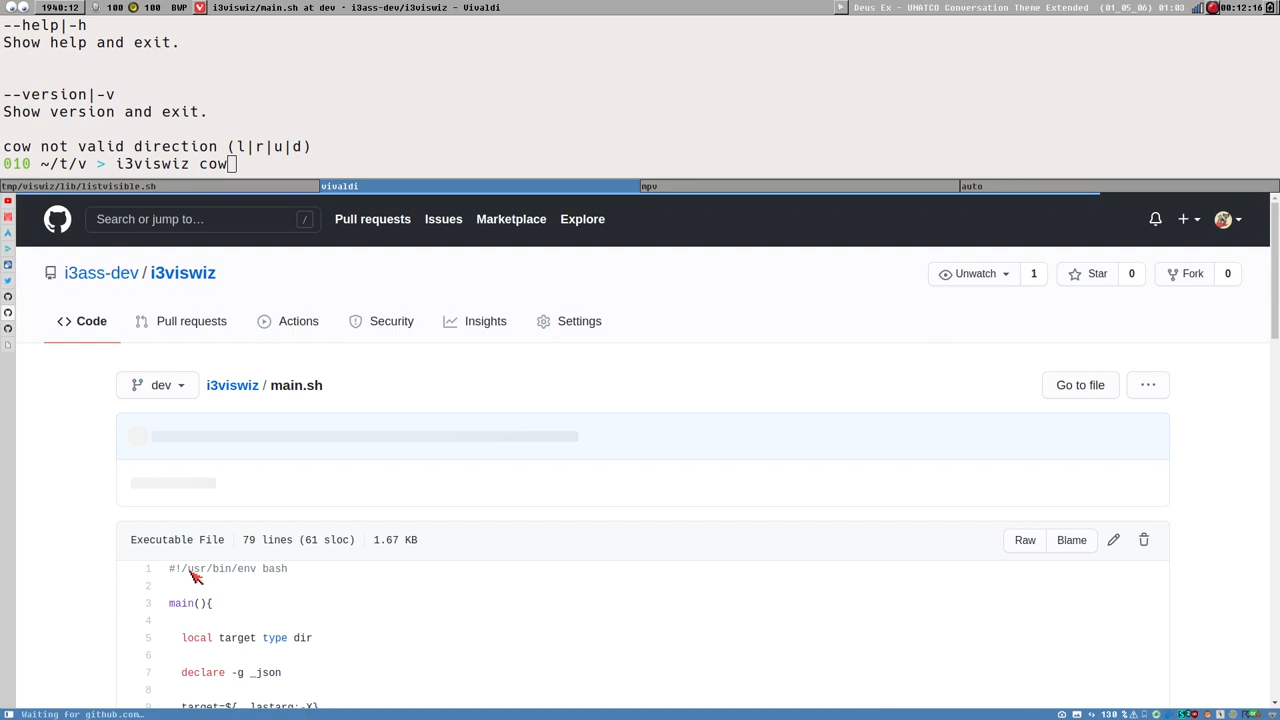 1940:12 100 100 BWP i3viswiz/main.sh at dev · i3ass-dev/i3viswiz - Vivaldi Deus Ex - UNATCO Conversation Theme Extended (01_05_06) 01:03 00:12:16
--help|-h
Show help and exit.
--version|-v
Show version and exit.
cow not valid direction (l|r|u|d)
010 ~/t/v > i3viswiz cow
tmp/viswiz/lib/listvisible.sh vivaldi mpv auto
Search or jump to… / Pull requests Issues Marketplace Explore
i3ass-dev / i3viswiz Unwatch 1 Star 0 Fork 0
<> Code Pull requests Actions Security Insights Settings
dev i3viswiz / main.sh Go to file ···
Executable File 79 lines (61 sloc) 1.67 KB Raw Blame
1 #!/usr/bin/env bash
2
3 main(){
4
5 local target type dir
6
7 declare -g _json
8
9 target=${__lastarg:-X}
Waiting for github.com… 130 %